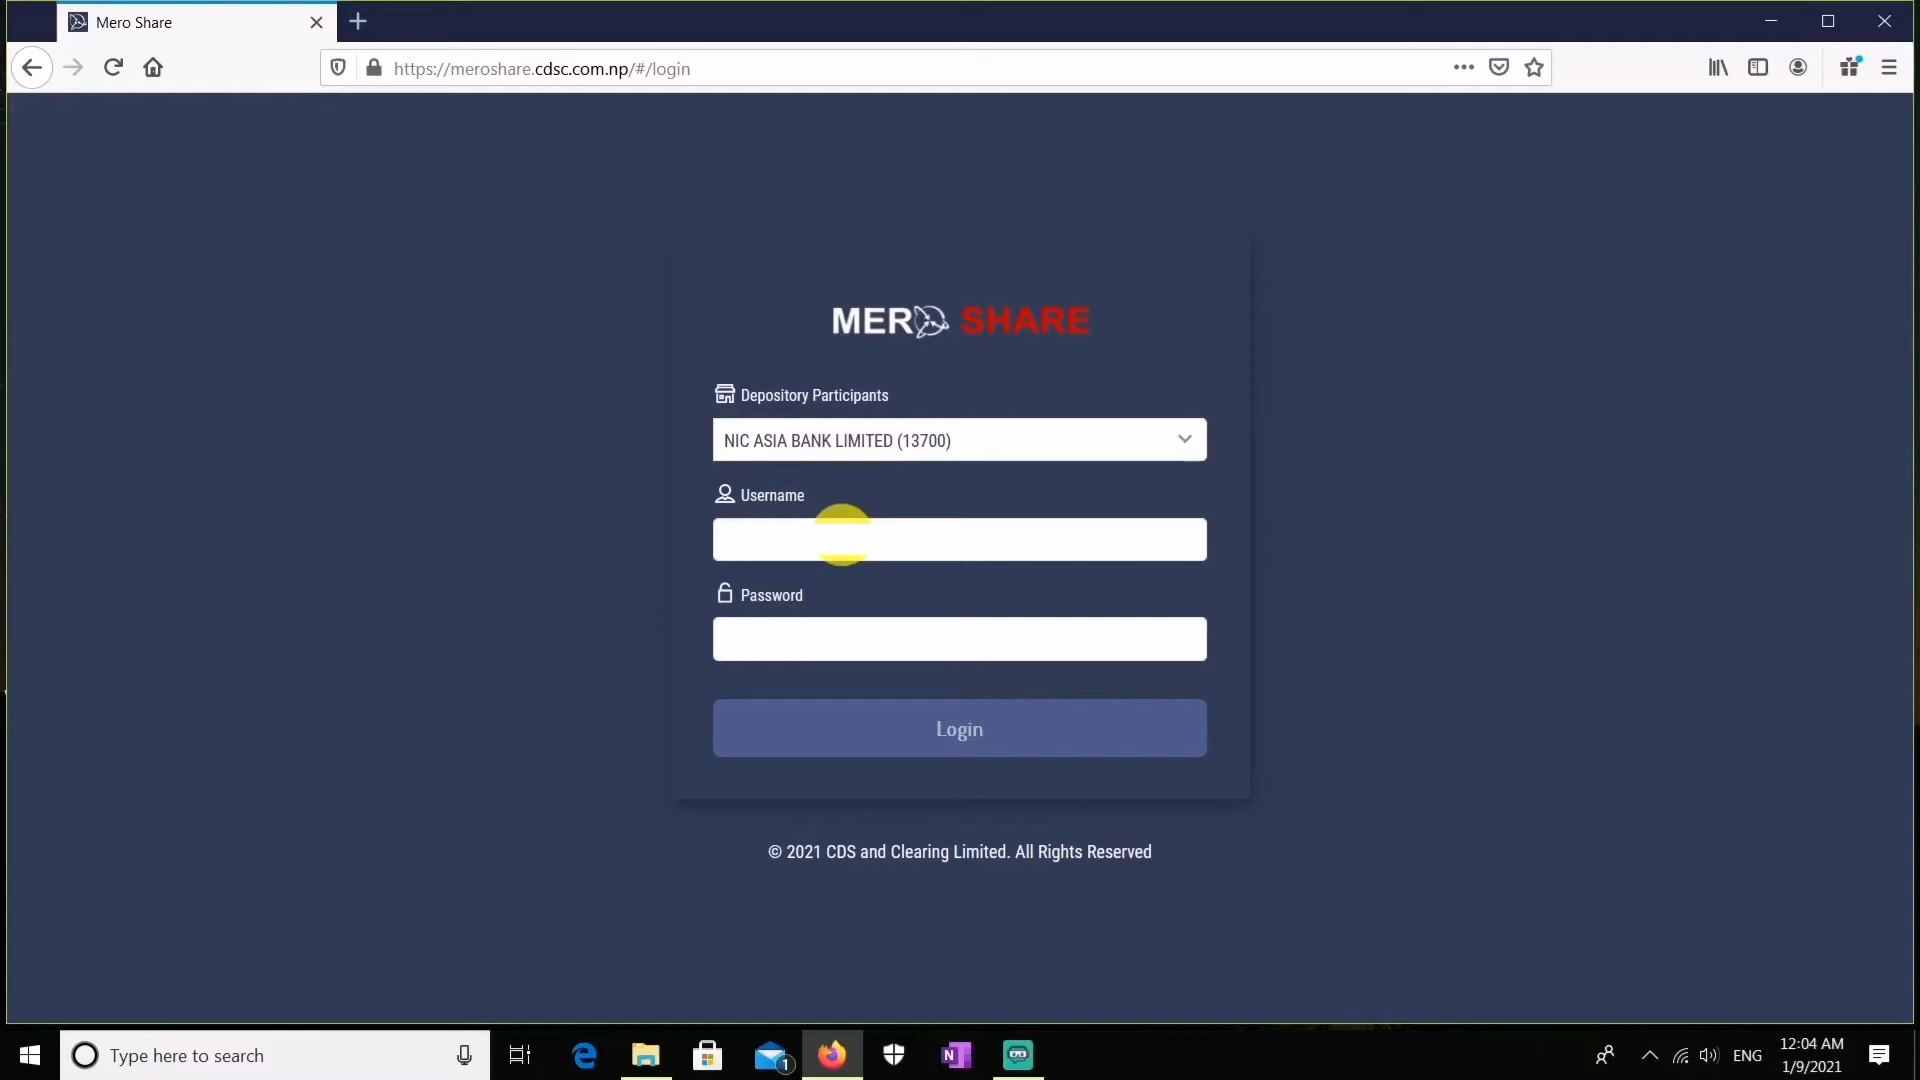 Mero Share
https://meroshare.cdsc.com.np/#/login
MERO SHARE
Depository Participants
NIC ASIA BANK LIMITED (13700)
Username
Password
Login
© 2021 CDS and Clearing Limited. All Rights Reserved
Type here to search
1
N
ENG
12:04 AM
1/9/2021